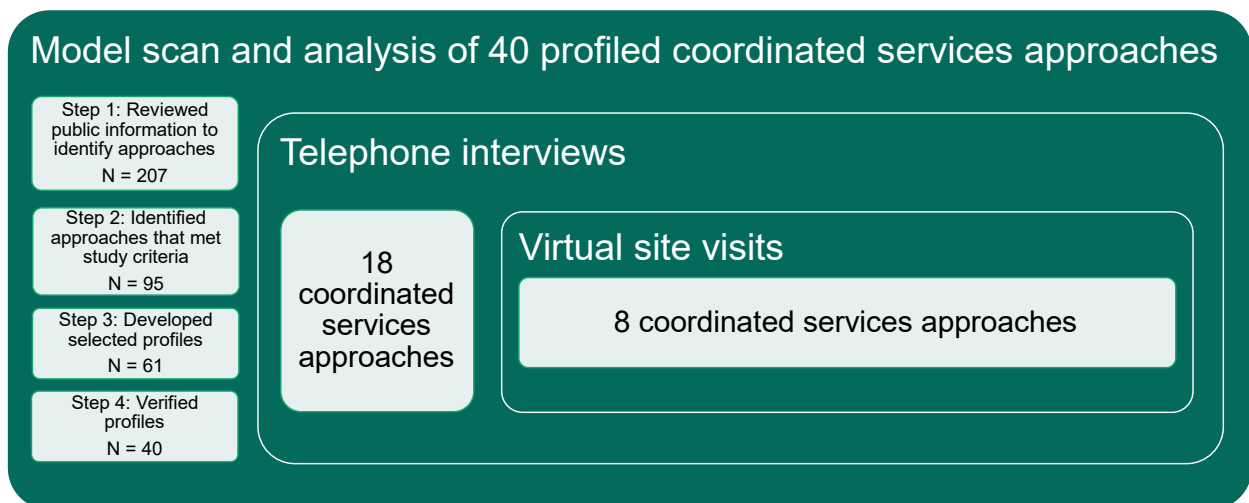 Model scan and analysis of 40 profiled coordinated services approaches
Step 1: Reviewed
public information to
identify approaches
N = 207
Step 2: Identified
approaches that met
study criteria
N = 95
Step 3: Developed
selected profiles
N = 61
Step 4: Verified
profiles
N = 40
Telephone interviews
18
coordinated
services
approaches
Virtual site visits
8 coordinated services approaches